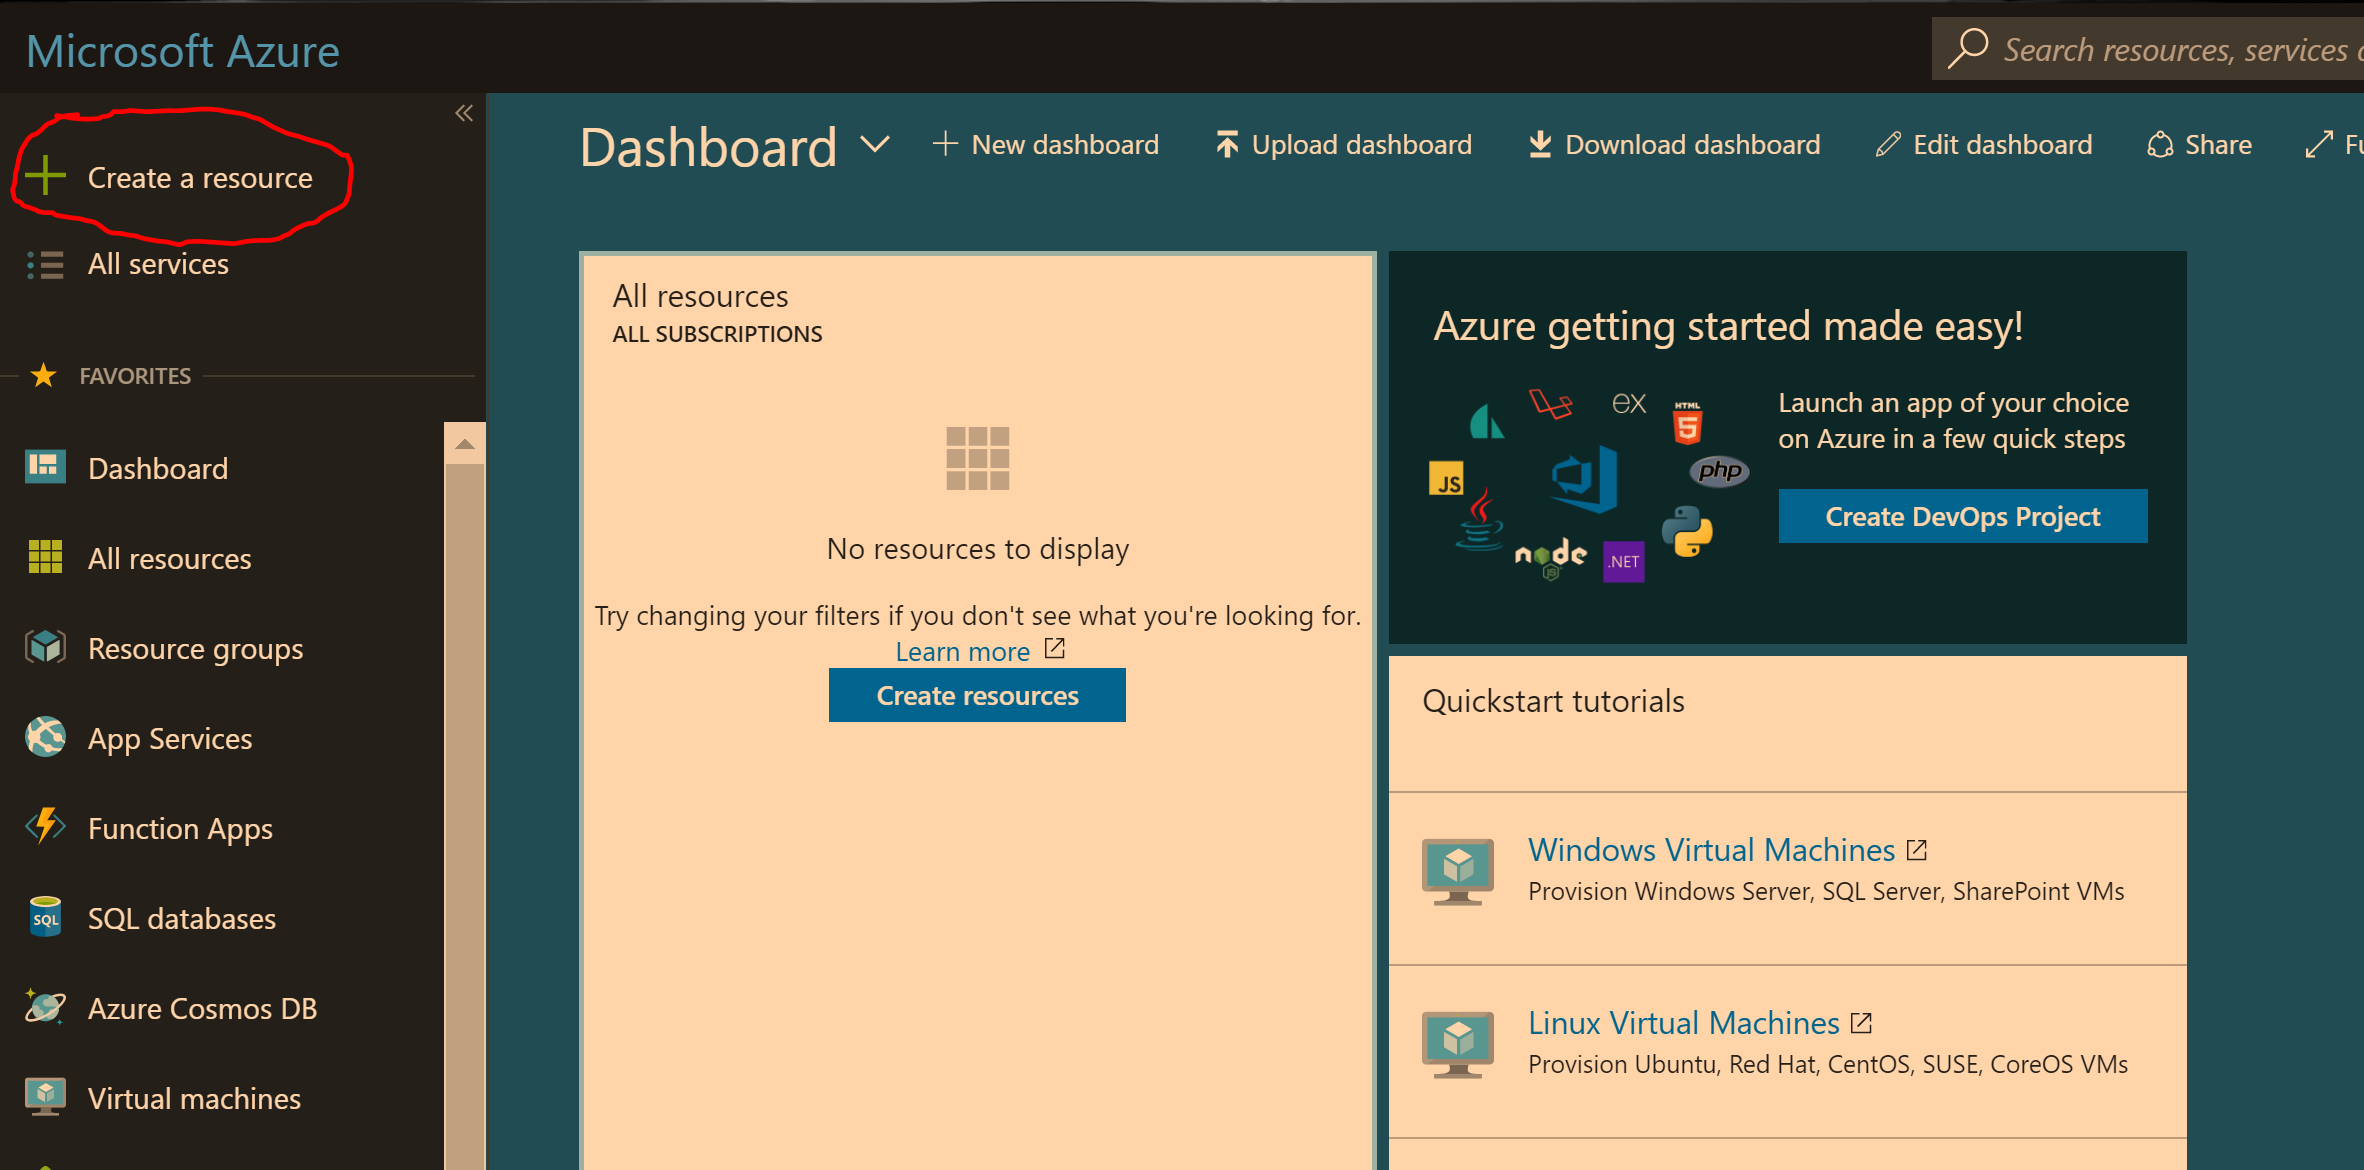 Microsoft Azure
Search resources, services
Create a resource
All services
FAVORITES
Dashboard
All resources
Resource groups
App Services
Function Apps
SQL
SQL databases
Azure Cosmos DB
Virtual machines
Dashboard
New dashboard
Upload dashboard
Download dashboard
Edit dashboard
Share
All resources
ALL SUBSCRIPTIONS
No resources to display
Try changing your filters if you don't see what you're looking for.
Learn more
Create resources
Azure getting started made easy!
ex
HTML
5
JS
php
node
JS
.NET
Launch an app of your choice
on Azure in a few quick steps
Create DevOps Project
Quickstart tutorials
Windows Virtual Machines
Provision Windows Server, SQL Server, SharePoint VMs
Linux Virtual Machines
Provision Ubuntu, Red Hat, CentOS, SUSE, CoreOS VMs